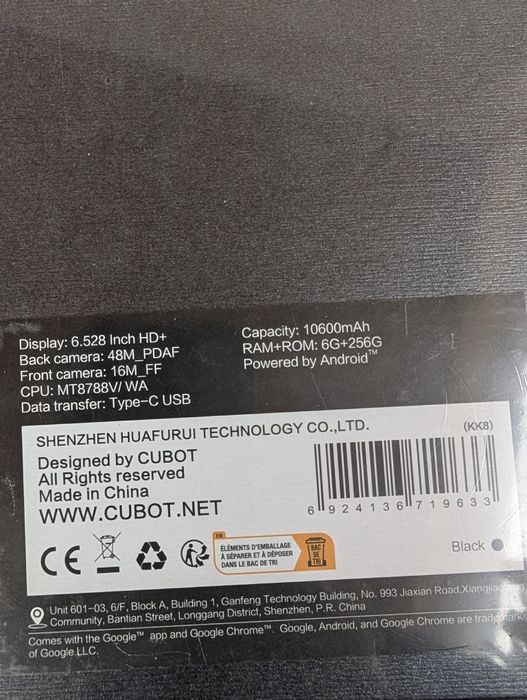 Display: 6.528 Inch HD+
Back camera: 48M_PDAF
Front camera: 16M_FF
CPU: MT8788V/ WA
Data transfer: Type-C USB
Capacity: 10600mAh
RAM+ROM: 6G+256G
Powered by Android™
SHENZHEN HUAFURUI TECHNOLOGY CO.,LTD.
(KK8)
Designed by CUBOT
All Rights reserved
Made in China
WWW.CUBOT.NET
6 924136 719633
CE
FR
ÉLÉMENTS D'EMBALLAGE
À SÉPARER ET À DÉPOSER
DANS LE BAC DE TRI
BAC
DE
TRI
Black
Unit 601-03, 6/F, Block A, Building 1, Ganfeng Technology Building, No. 993 Jiaxian Road,
Community, Bantian Street, Longgang District, Shenzhen, P.R. China
Comes with the Google™ app and Google Chrome™. Google, Android, and Google Chrome are trademarks
of Google LLC.